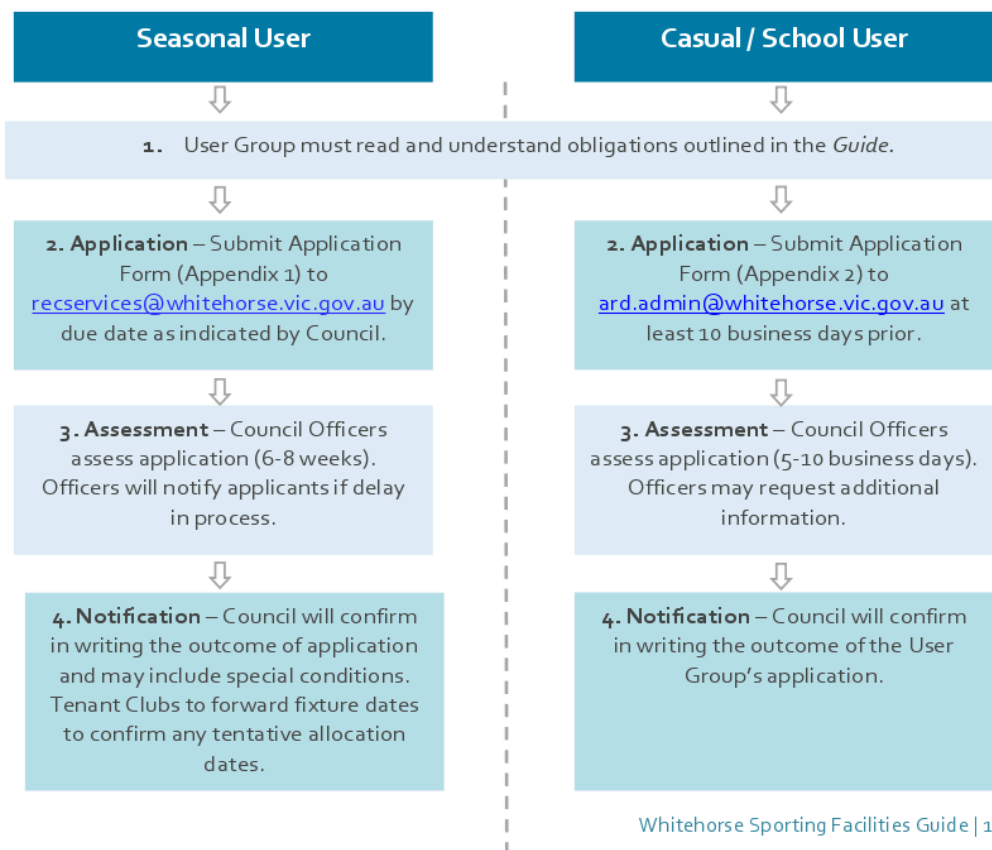 Seasonal User
Casual / School User
1. User Group must read and understand obligations outlined in the Guide.
2. Application – Submit Application
Form (Appendix 1) to
recservices@whitehorse.vic.gov.au by
due date as indicated by Council.
2. Application – Submit Application
Form (Appendix 2) to
ard.admin@whitehorse.vic.gov.au at
least 10 business days prior.
3. Assessment – Council Officers
assess application (6-8 weeks).
Officers will notify applicants if delay
in process.
3. Assessment – Council Officers
assess application (5-10 business days).
Officers may request additional
information.
4. Notification – Council will confirm
in writing the outcome of application
and may include special conditions.
Tenant Clubs to forward fixture dates
to confirm any tentative allocation
dates.
4. Notification – Council will confirm
in writing the outcome of the User
Group's application.
Whitehorse Sporting Facilities Guide | 1